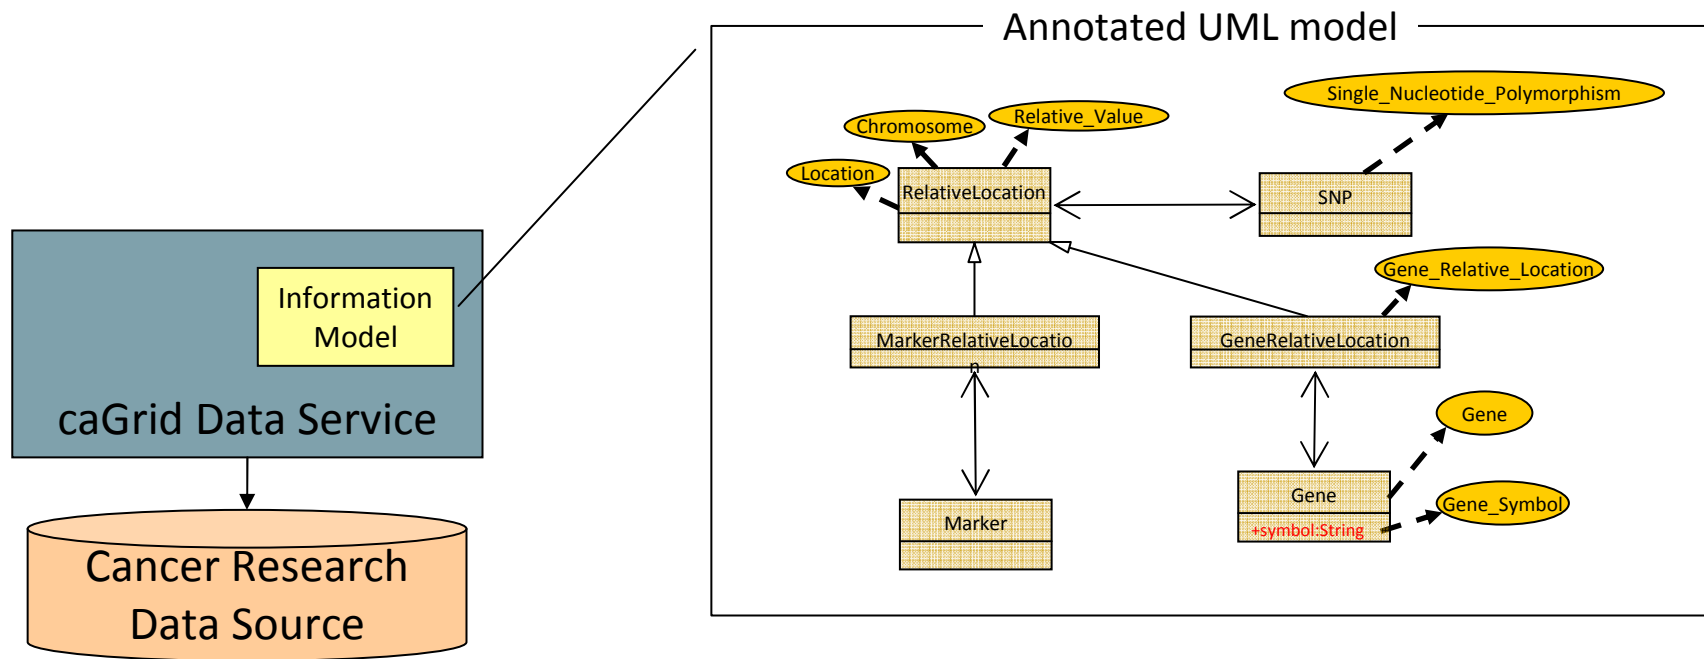 Annotated UML model
Single_Nucleotide_Polymorphism
Relative_Value
Chromosome
Location
RelativeLocation
SNP
Gene_Relative_Location
Information
Model
MarkerRelativeLocatio
n
GeneRelativeLocation
caGrid Data Service
Gene
Gene
Gene_Symbol
Marker
+symbol:String
Cancer Research
Data Source